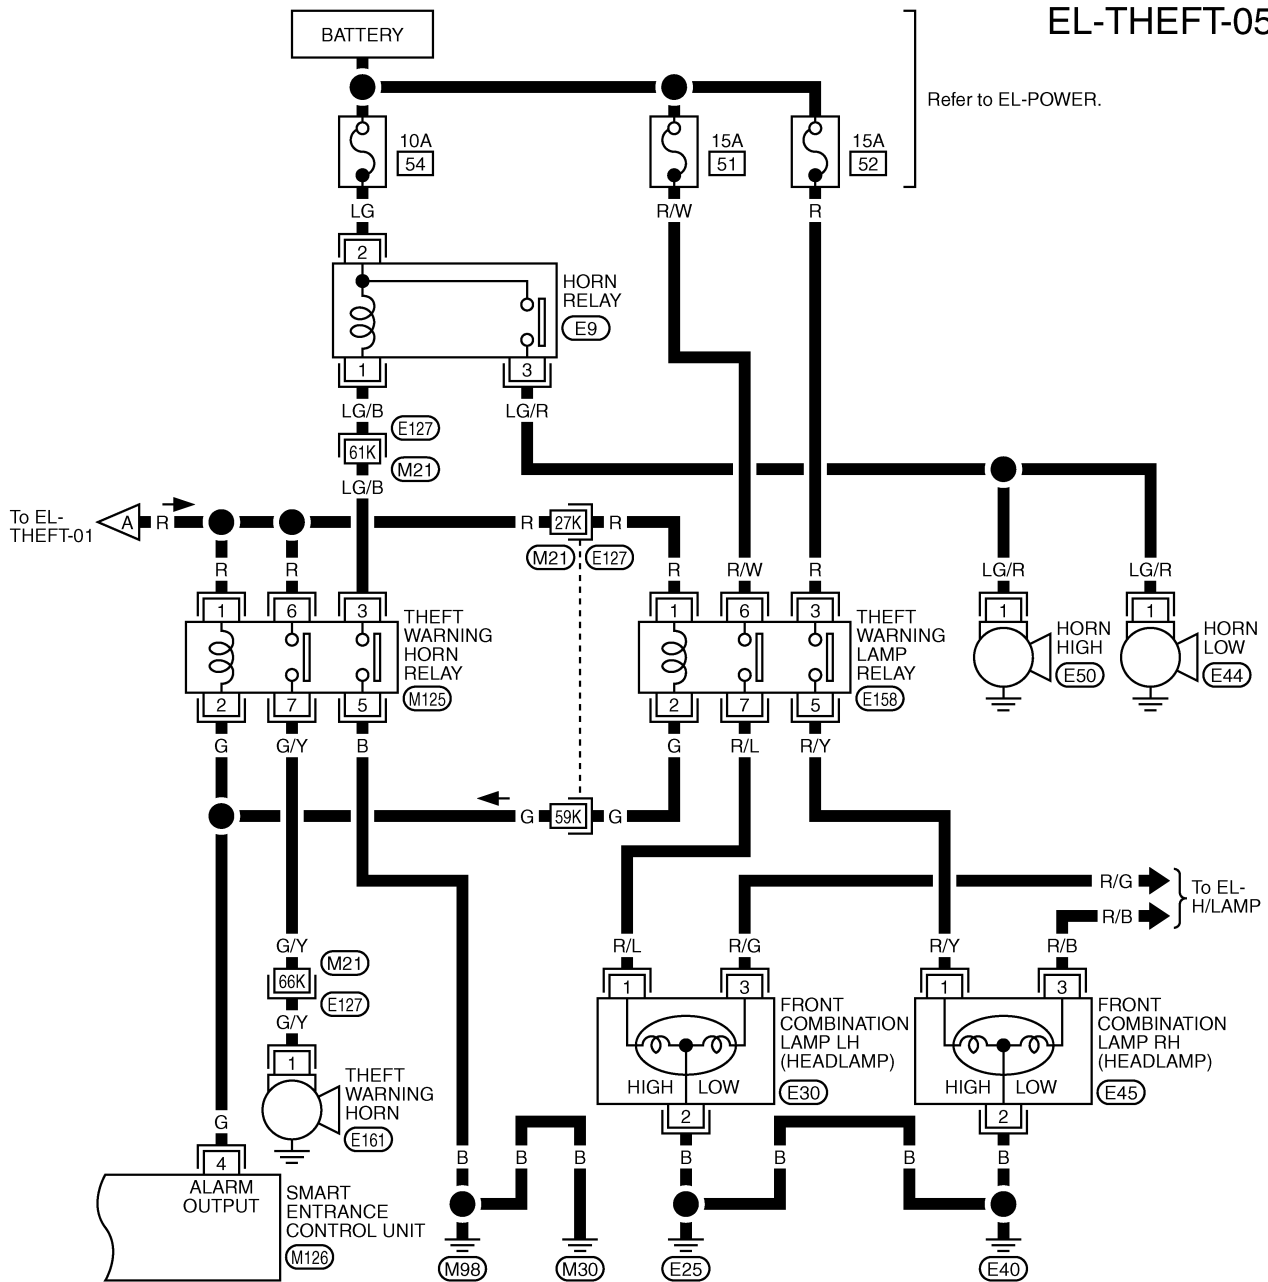 EL-THEFT-05
BATTERY
Refer to EL-POWER.
10A
54
15A
51
15A
52
LG
R/W
R
2
HORN
RELAY
E9
1
3
LG/B
LG/R
E127
61K
M21
LG/B
To EL-
THEFT-01
A
R
R
27K
R
M21
E127
R
R
R
R/W
R
LG/R
LG/R
1
6
3
THEFT
WARNING
HORN
RELAY
M125
2
7
5
1
6
3
THEFT
WARNING
LAMP
RELAY
E158
2
7
5
1
HORN
HIGH
E50
1
HORN
LOW
E44
G
G/Y
B
G
R/L
R/Y
G
59K
G
R/G
R/B
To EL-
H/LAMP
G/Y
M21
66K
E127
G/Y
R/L
R/G
R/Y
R/B
1
3
FRONT
COMBINATION
LAMP LH
(HEADLAMP)
E30
HIGH
LOW
2
1
3
FRONT
COMBINATION
LAMP RH
(HEADLAMP)
E45
HIGH
LOW
2
1
THEFT
WARNING
HORN
E161
G
4
ALARM
OUTPUT
SMART
ENTRANCE
CONTROL UNIT
M126
B
B
B
B
B
B
B
M98
M30
E25
E40